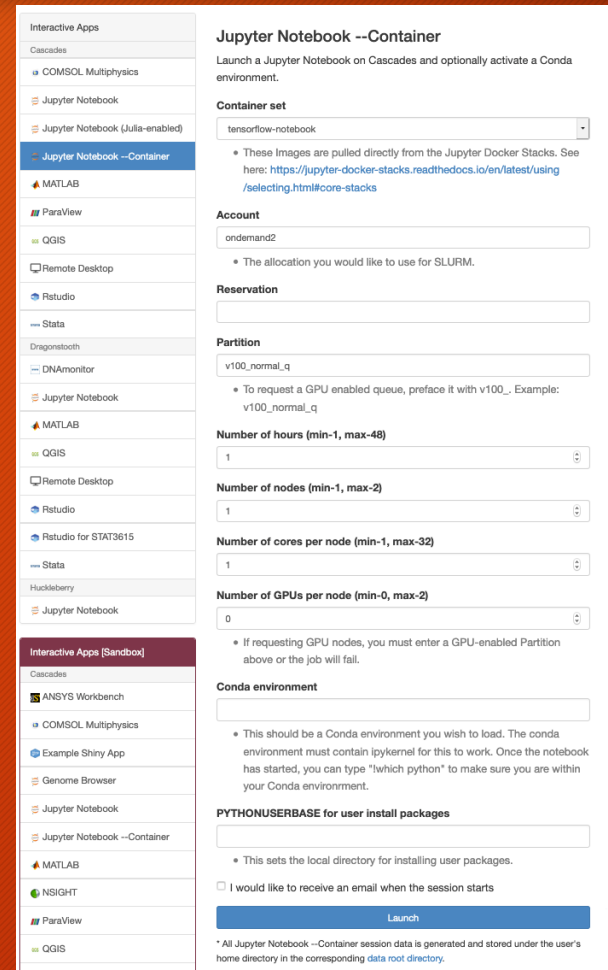 Interactive Apps
Cascades
COMSOL Multiphysics
Jupyter Notebook
Jupyter Notebook (Julia-enabled)
Jupyter Notebook --Container
MATLAB
ParaView
QGIS
Remote Desktop
Rstudio
Stata
Dragonstooth
DNAmonitor
Jupyter Notebook
MATLAB
QGIS
Remote Desktop
Rstudio
Rstudio for STAT3615
Stata
Huckleberry
Jupyter Notebook
Interactive Apps [Sandbox]
Cascades
ANSYS Workbench
COMSOL Multiphysics
Example Shiny App
Genome Browser
Jupyter Notebook
Jupyter Notebook --Container
MATLAB
NSIGHT
ParaView
QGIS
Jupyter Notebook --Container
Launch a Jupyter Notebook on Cascades and optionally activate a Conda
environment.
Container set
tensorflow-notebook
• These Images are pulled directly from the Jupyter Docker Stacks. See
here: https://jupyter-docker-stacks.readthedocs.io/en/latest/using
/selecting.html#core-stacks
Account
ondemand2
• The allocation you would like to use for SLURM.
Reservation
Partition
v100_normal_q
• To request a GPU enabled queue, preface it with v100_. Example:
v100_normal_q
Number of hours (min-1, max-48)
1
Number of nodes (min-1, max-2)
1
Number of cores per node (min-1, max-32)
1
Number of GPUs per node (min-0, max-2)
0
• If requesting GPU nodes, you must enter a GPU-enabled Partition
above or the job will fail.
Conda environment
• This should be a Conda environment you wish to load. The conda
environment must contain ipykernel for this to work. Once the notebook
has started, you can type "!which python" to make sure you are within
your Conda environmrent.
PYTHONUSERBASE for user install packages
• This sets the local directory for installing user packages.
I would like to receive an email when the session starts
Launch
* All Jupyter Notebook --Container session data is generated and stored under the user's
home directory in the corresponding data root directory.